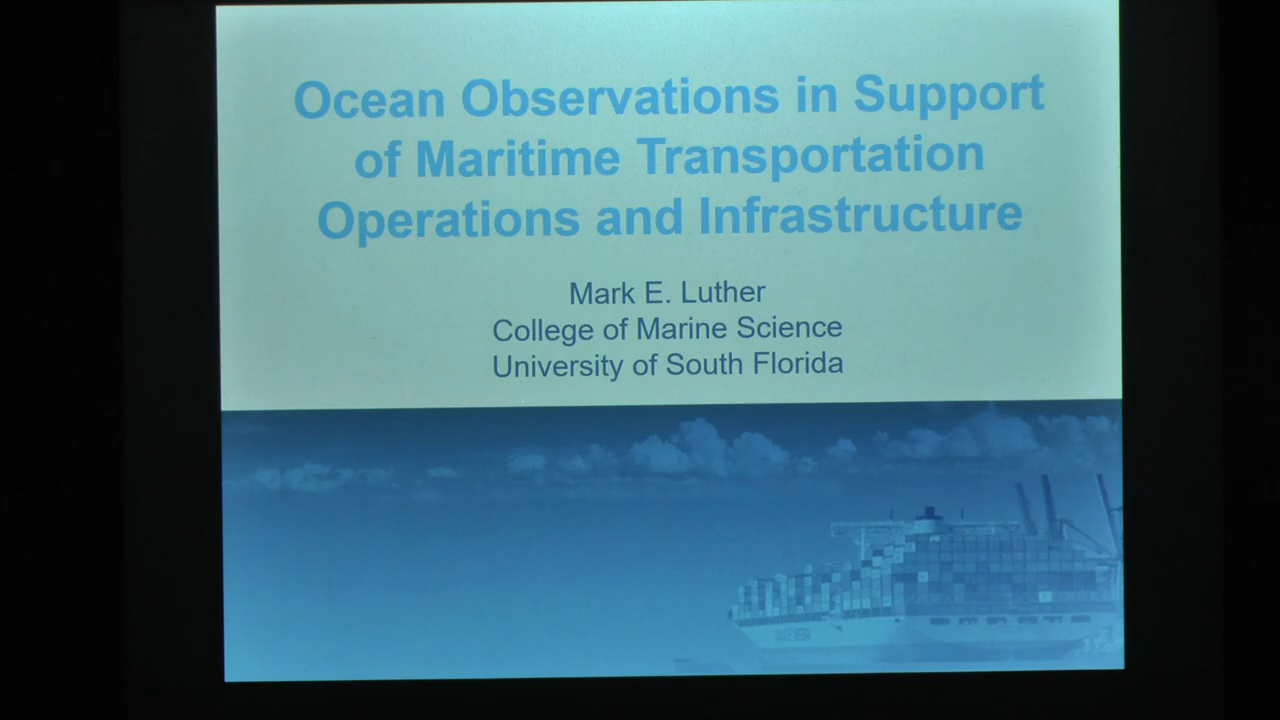 Ocean Observations in Support
of Maritime Transportation
Operations and Infrastructure
Mark E. Luther
College of Marine Science
University of South Florida